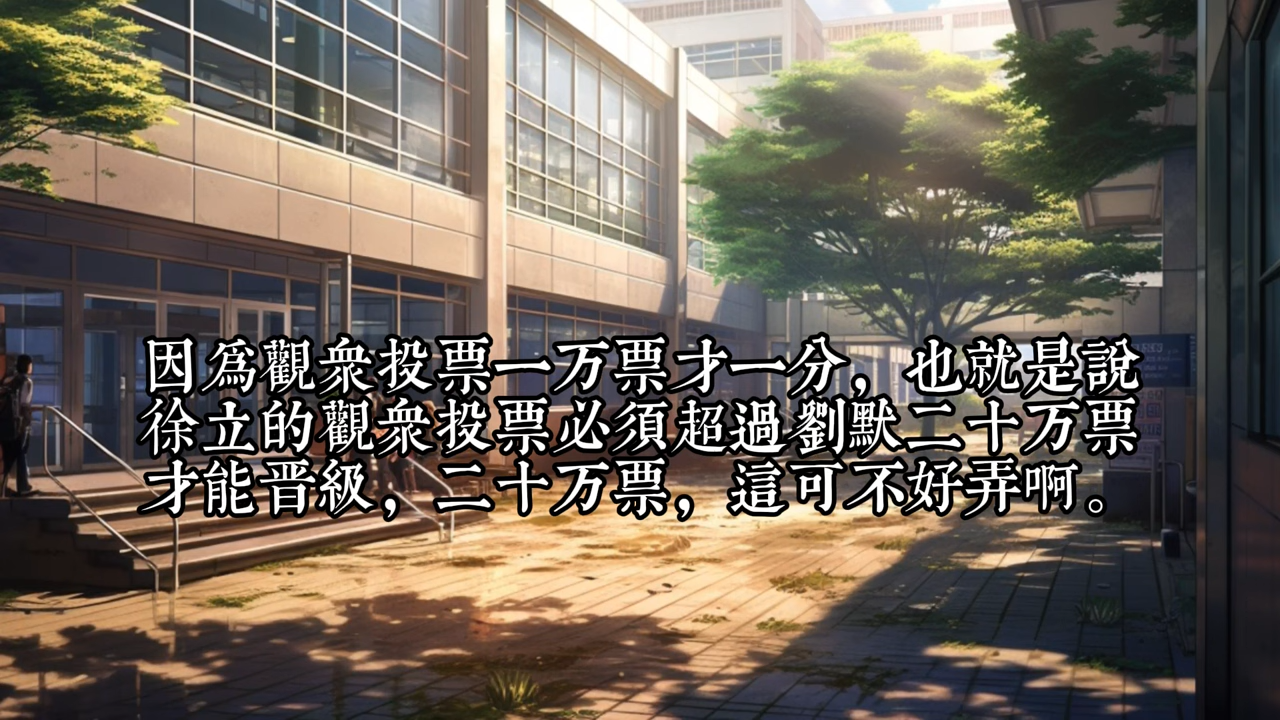 因爲觀衆投票一万票才一分，也就是說
徐立的觀衆投票必須超過劉默二十万票
才能晋級，二十万票，這可不好弄啊。